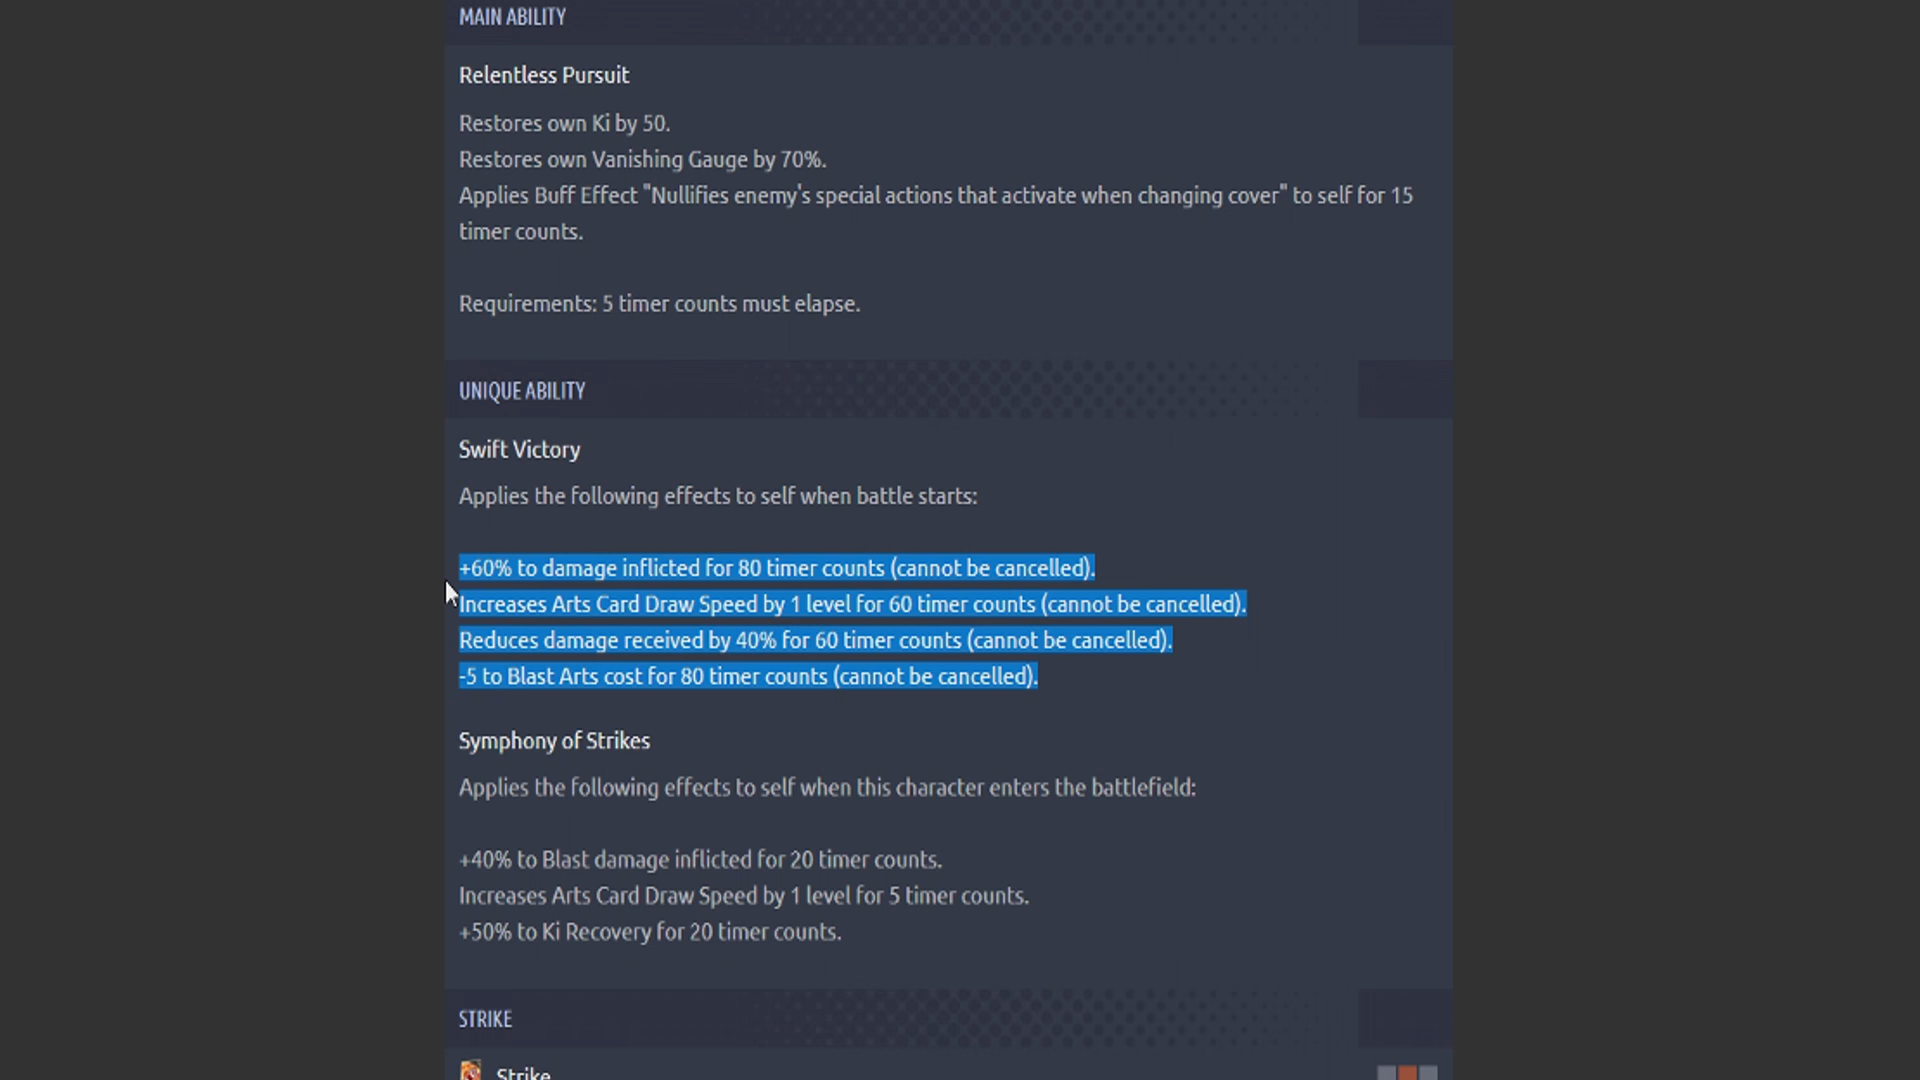 MAIN ABILITY
Relentless Pursuit
Restores own Ki by 50.
Restores own Vanishing Gauge by 70%.
Applies Buff Effect "Nullifies enemy's special actions that activate when changing cover" to self for 15
timer counts.
Requirements: 5 timer counts must elapse.
UNIQUE ABILITY
Swift Victory
Applies the following effects to self when battle starts:
+60% to damage inflicted for 80 timer counts (cannot be cancelled).
Increases Arts Card Draw Speed by 1 level for 60 timer counts (cannot be cancelled).
Reduces damage received by 40% for 60 timer counts (cannot be cancelled).
-5 to Blast Arts cost for 80 timer counts (cannot be cancelled).
Symphony of Strikes
Applies the following effects to self when this character enters the battlefield:
+40% to Blast damage inflicted for 20 timer counts.
Increases Arts Card Draw Speed by 1 level for 5 timer counts.
+50% to Ki Recovery for 20 timer counts.
STRIKE
Strike